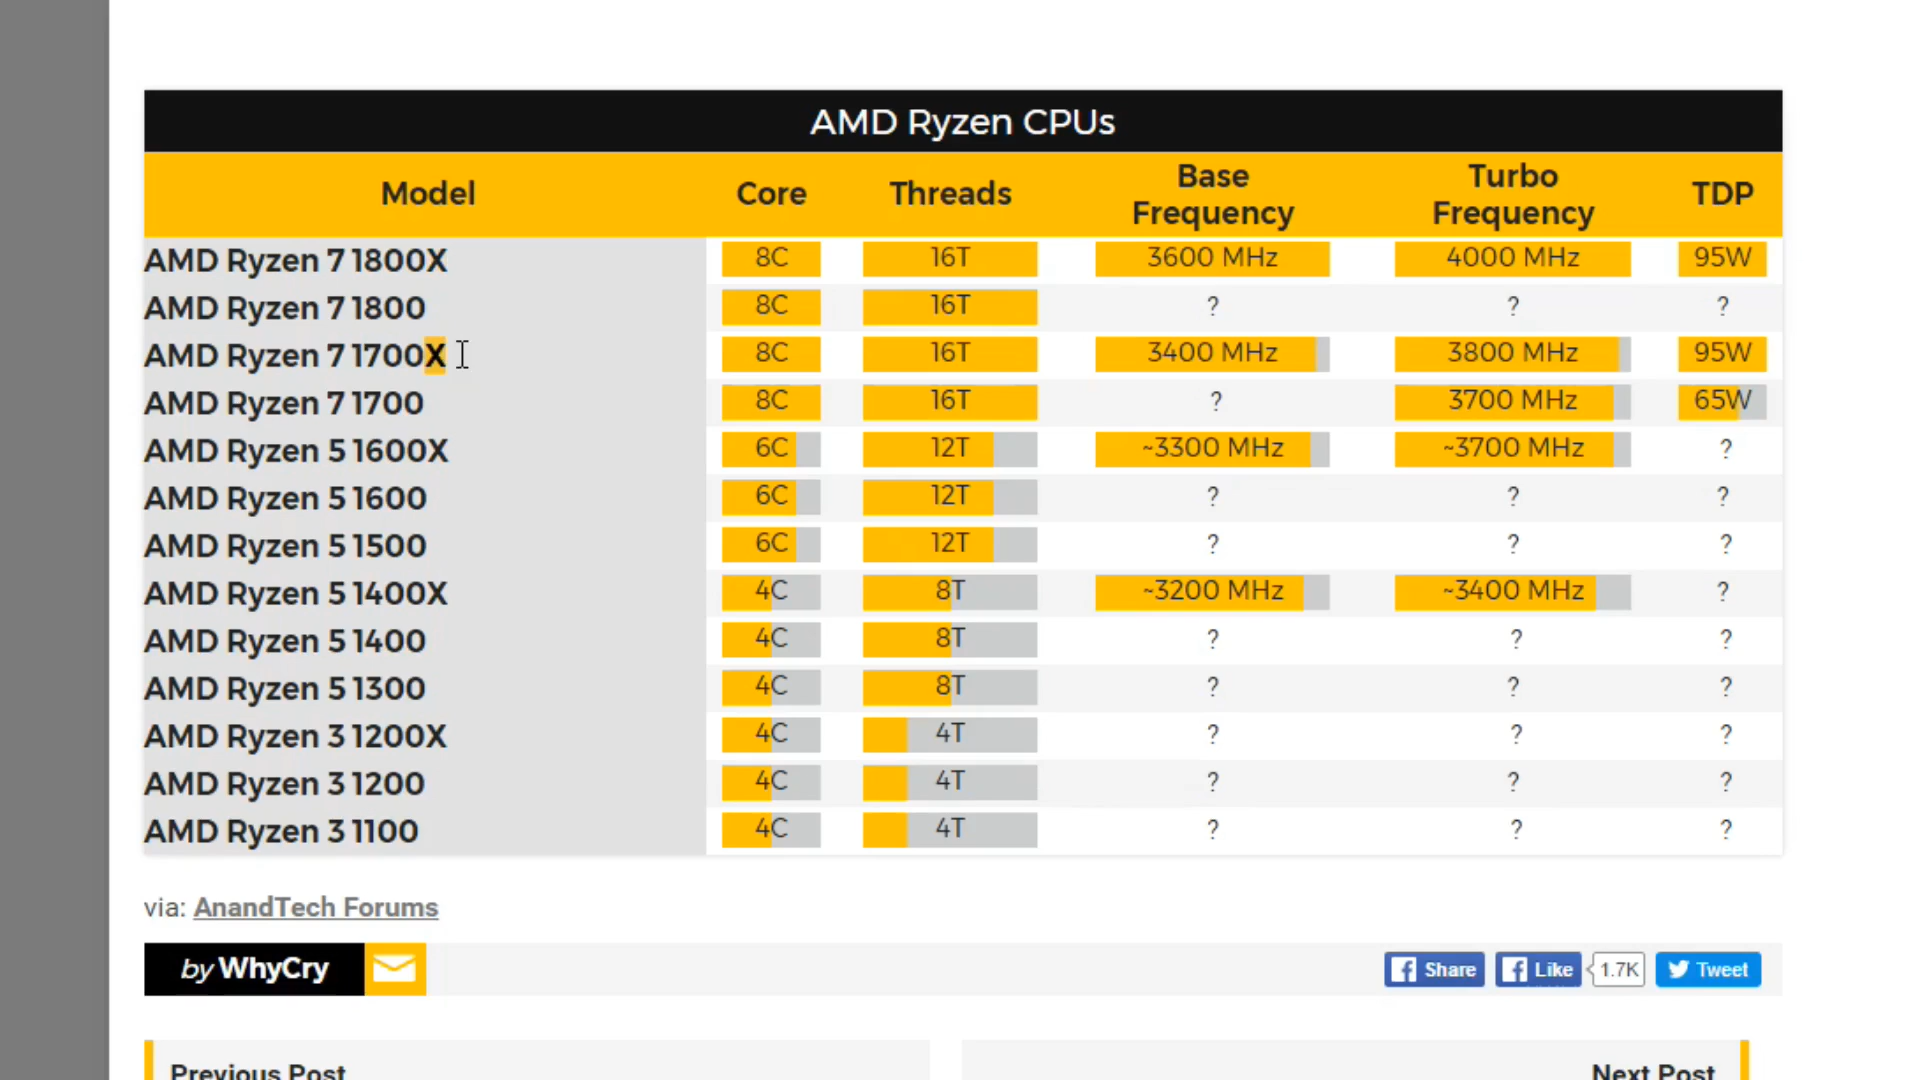 AMD Ryzen CPUs
Model Core Threads Base Frequency Turbo Frequency TDP
AMD Ryzen 7 1800X 8C 16T 3600 MHz 4000 MHz 95W
AMD Ryzen 7 1800 8C 16T ? ? ?
AMD Ryzen 7 1700X 8C 16T 3400 MHz 3800 MHz 95W
AMD Ryzen 7 1700 8C 16T ? 3700 MHz 65W
AMD Ryzen 5 1600X 6C 12T ~3300 MHz ~3700 MHz ?
AMD Ryzen 5 1600 6C 12T ? ? ?
AMD Ryzen 5 1500 6C 12T ? ? ?
AMD Ryzen 5 1400X 4C 8T ~3200 MHz ~3400 MHz ?
AMD Ryzen 5 1400 4C 8T ? ? ?
AMD Ryzen 5 1300 4C 8T ? ? ?
AMD Ryzen 3 1200X 4C 4T ? ? ?
AMD Ryzen 3 1200 4C 4T ? ? ?
AMD Ryzen 3 1100 4C 4T ? ? ?
via: AnandTech Forums
by WhyCry Share Like 1.7K Tweet
Previous Post Next Post